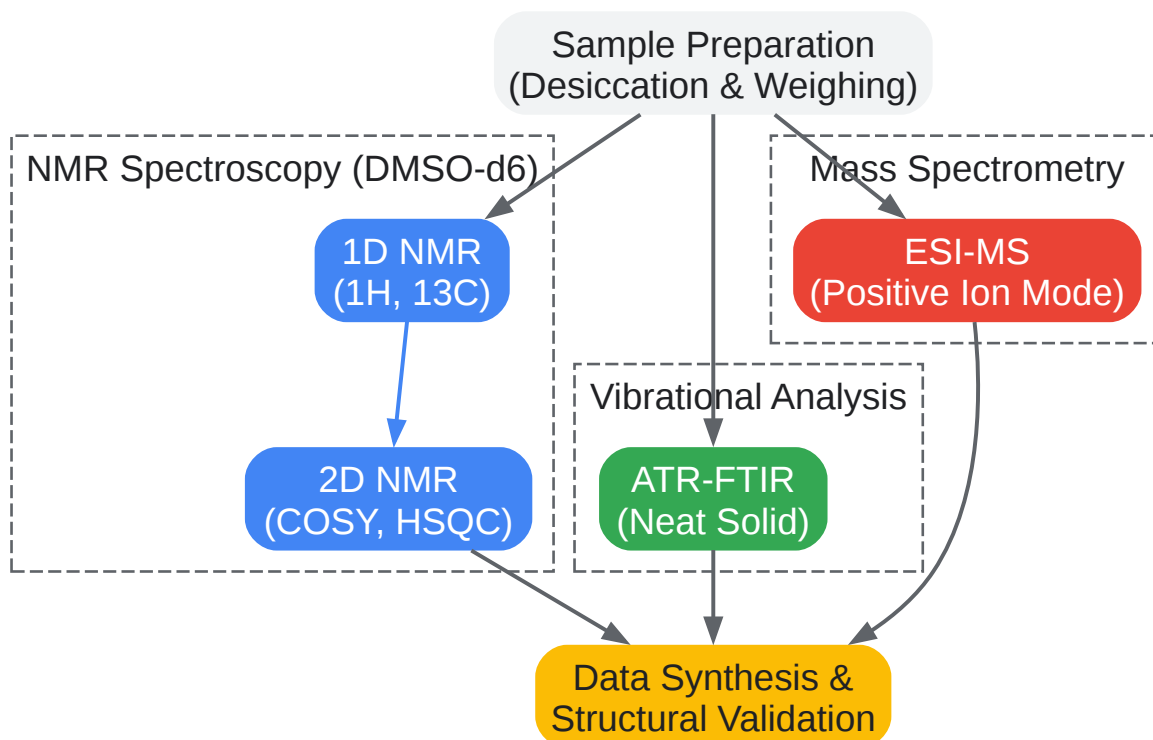 Sample Preparation
(Desiccation & Weighing)
NMR Spectroscopy (DMSO-d6)
Mass Spectrometry
1D NMR
(1H, 13C)
ESI-MS
(Positive Ion Mode)
Vibrational Analysis
2D NMR
(COSY, HSQC)
ATR-FTIR
(Neat Solid)
Data Synthesis &
Structural Validation